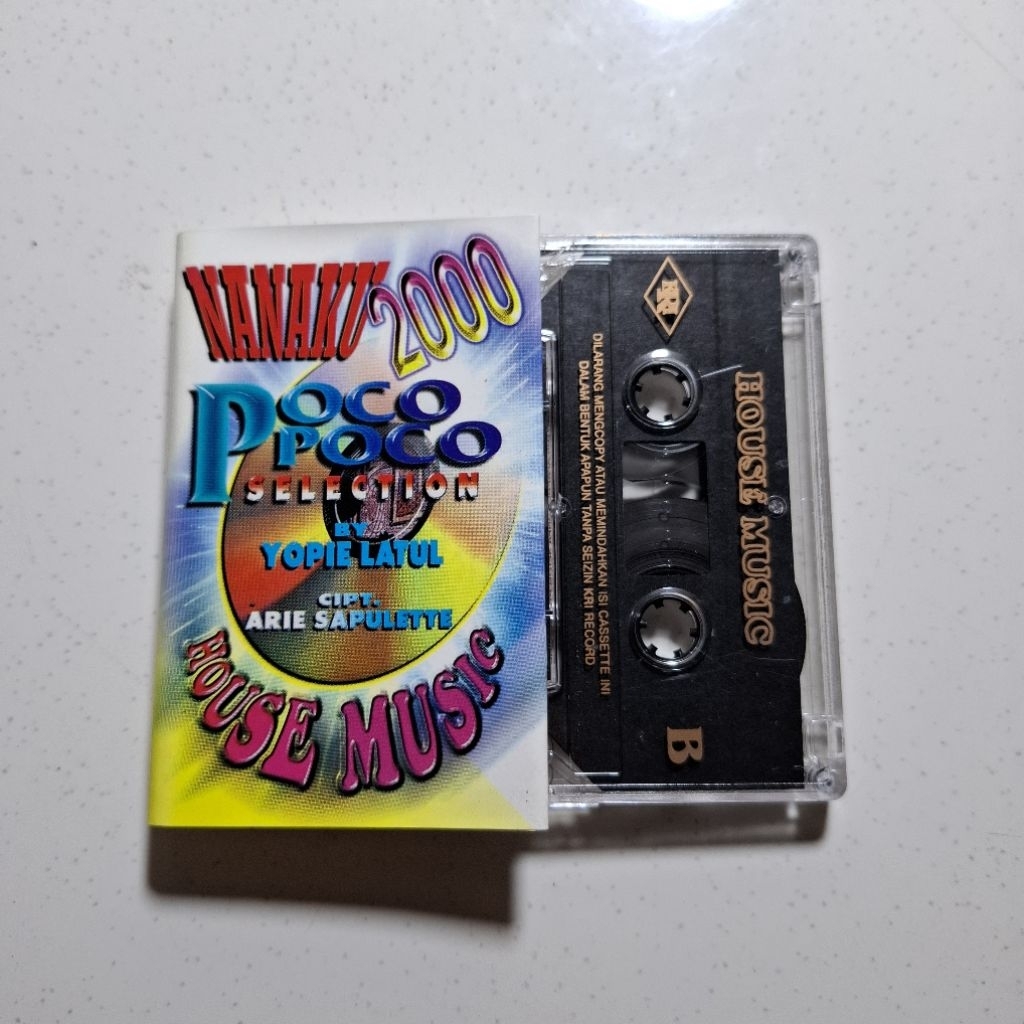 NANAKU 2000
POCO
POCO
SELECTION
BY
YOPIE LATUL
CIPT.
ARIE SAPULETTE
HOUSE MUSIC
HOUSE MUSIC
DILARANG MENGCOPY ATAU MEMINDAHKAN ISI CASSETTE INI
DALAM BENTUK APAPUN TANPA SEIZIN KRI RECORD
B